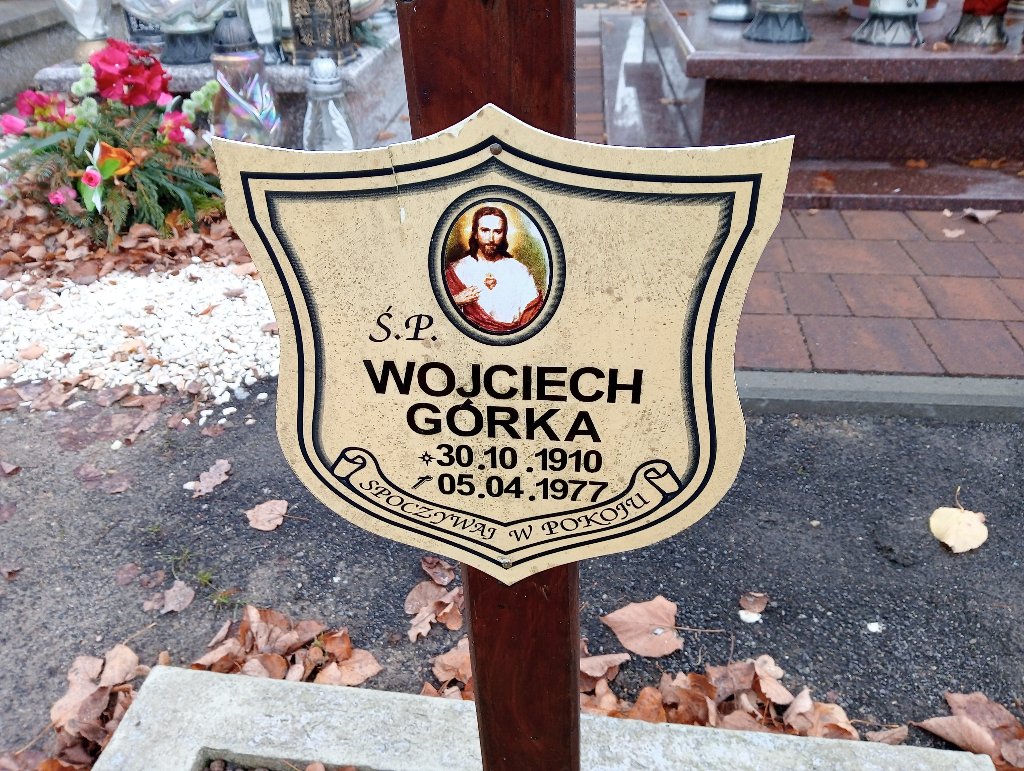 Ś.P.
WOJCIECH
GÓRKA
30.10.1910
05.04.1977
SPOCZYWAJ W POKOJU